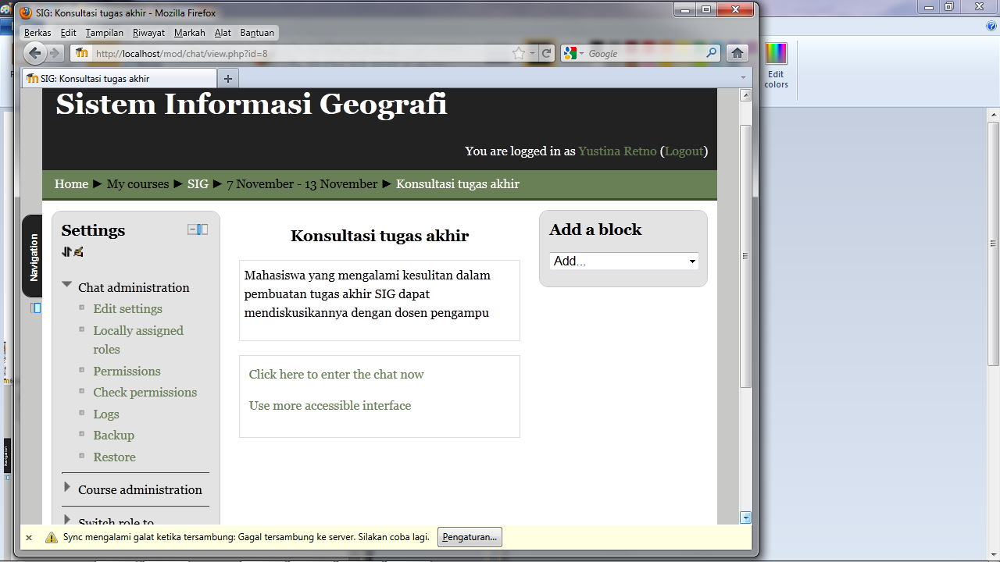 SIG: Konsultasi tugas akhir - Mozilla Firefox
Berkas Edit Tampilan Riwayat Markah Alat Bantuan
http://localhost/mod/chat/view.php?id=8
Google
SIG: Konsultasi tugas akhir
Edit
colors
Sistem Informasi Geografi
You are logged in as Yustina Retno (Logout)
Home ► My courses ► SIG ► 7 November - 13 November ► Konsultasi tugas akhir
Navigation
Settings
Chat administration
Edit settings
Locally assigned
roles
Permissions
Check permissions
Logs
Backup
Restore
Course administration
Switch role to
Konsultasi tugas akhir
Mahasiswa yang mengalami kesulitan dalam
pembuatan tugas akhir SIG dapat
mendiskusikannya dengan dosen pengampu
Click here to enter the chat now
Use more accessible interface
Add a block
Add...
Sync mengalami galat ketika tersambung: Gagal tersambung ke server. Silakan coba lagi.
Pengaturan...